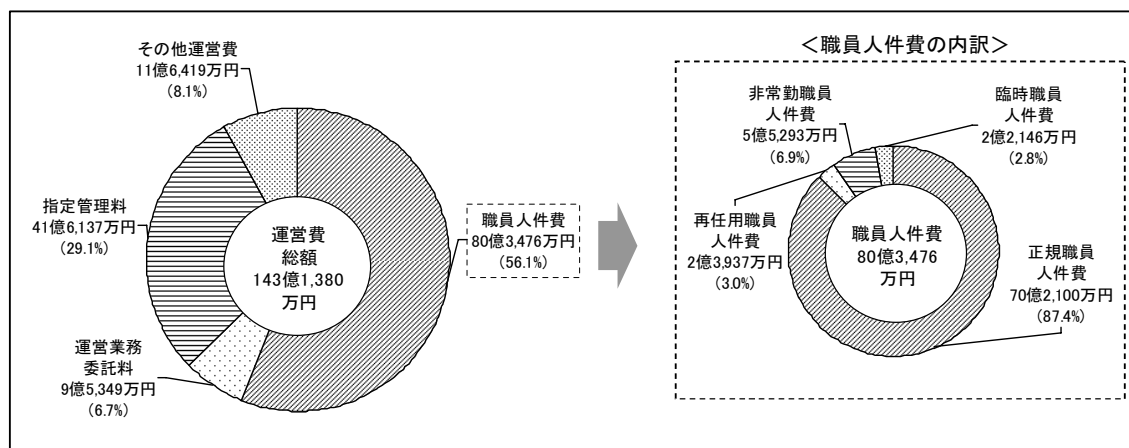 その他運営費
11億6,419万円
(8.1%)
指定管理料
41億6,137万円
(29.1%)
運営業務
委託料
9億5,349万円
(6.7%)
運営費
総額
143億1,380
万円
職員人件費
80億3,476万円
(56.1%)
＜職員人件費の内訳＞
非常勤職員
人件費
5億5,293万円
(6.9%)
臨時職員
人件費
2億2,146万円
(2.8%)
再任用職員
人件費
2億3,937万円
(3.0%)
職員人件費
80億3,476
万円
正規職員
人件費
70億2,100万円
(87.4%)